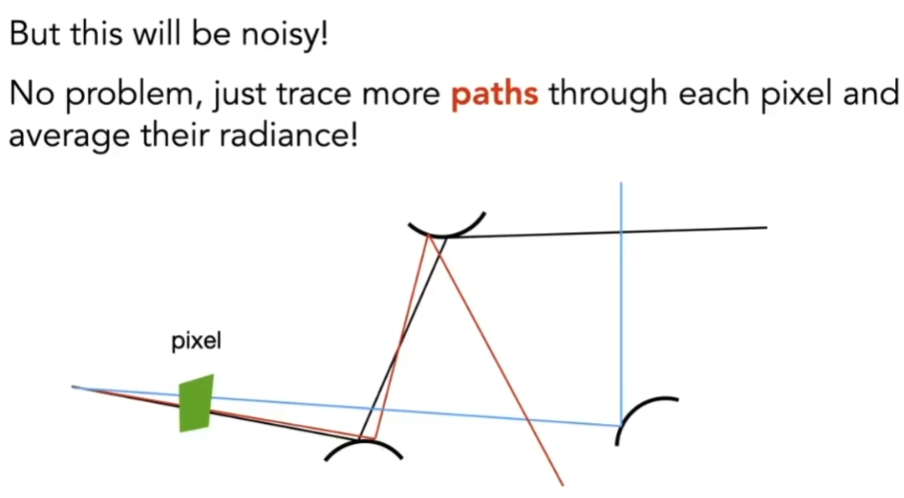 But this will be noisy!
No problem, just trace more paths through each pixel and
average their radiance!
pixel